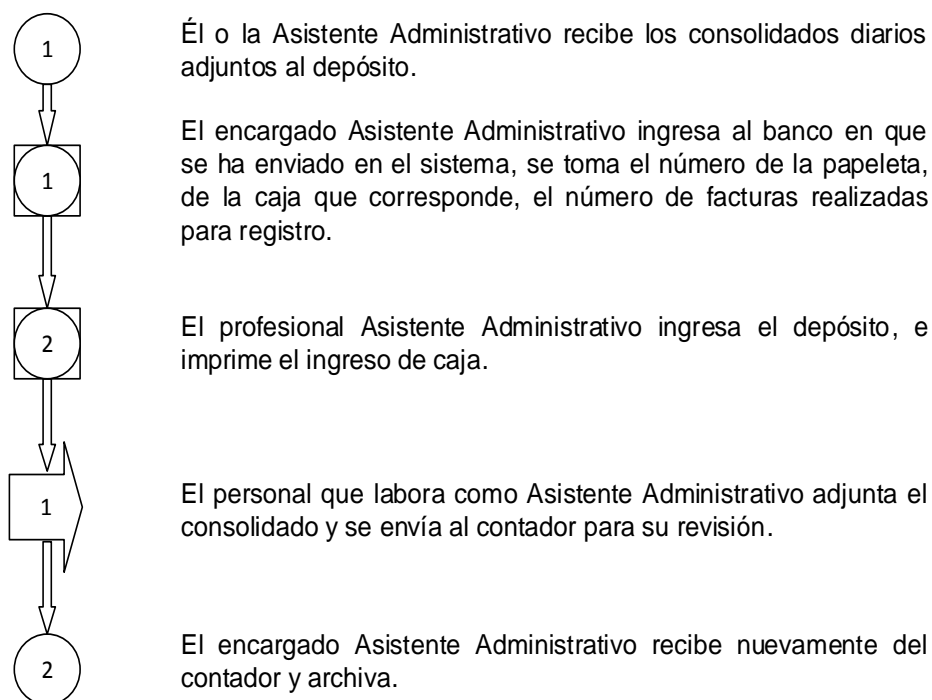 1
Él o la Asistente Administrativo recibe los consolidados diarios
adjuntos al depósito.
1
El encargado Asistente Administrativo ingresa al banco en que
se ha enviado en el sistema, se toma el número de la papeleta,
de la caja que corresponde, el número de facturas realizadas
para registro.
2
El profesional Asistente Administrativo ingresa el depósito, e
imprime el ingreso de caja.
1
El personal que labora como Asistente Administrativo adjunta el
consolidado y se envía al contador para su revisión.
2
El encargado Asistente Administrativo recibe nuevamente del
contador y archiva.